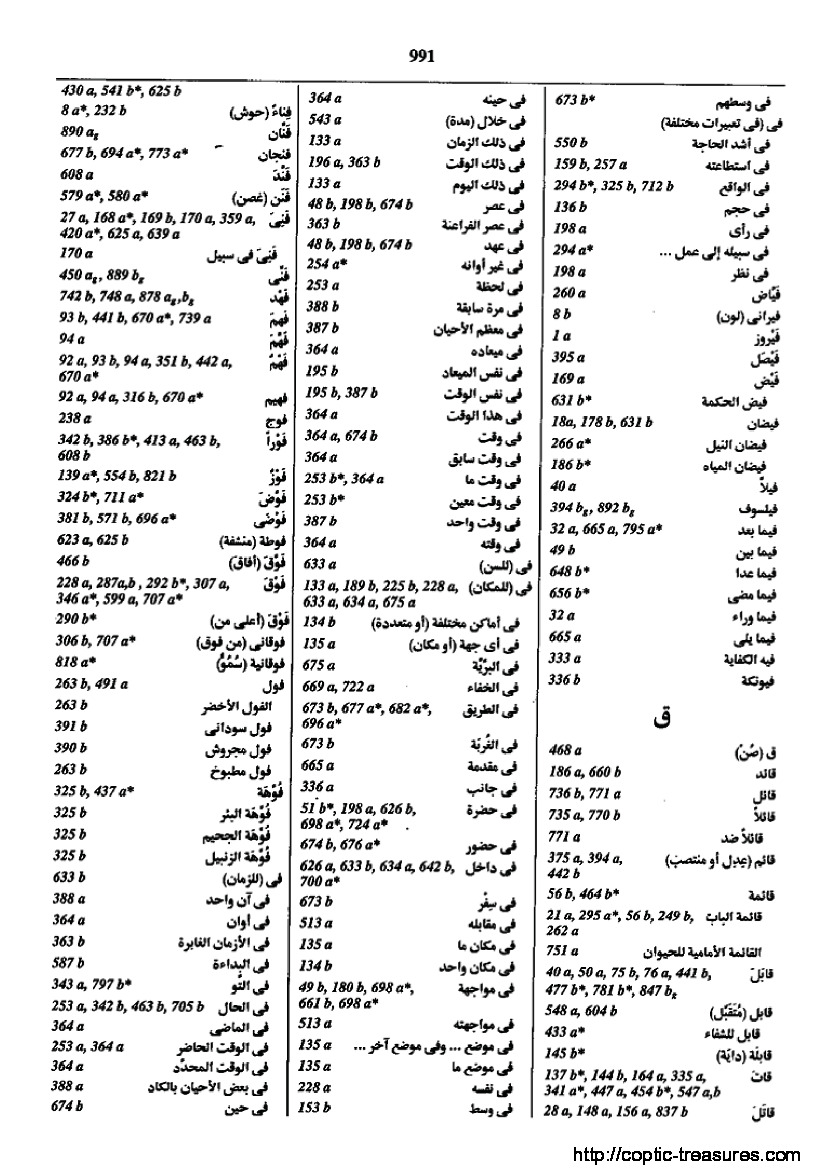 991
430 a, 541 b*, 625 b
فِناءٌ (حوش) 8 a*, 232 b
فَنَّان 890 ag
فنجان 677 b, 694 a*, 773 a*
فَنَّدَ 608 a
فَنَن (غصن) 579 a*, 580 a*
فَنِىَ 27 a, 168 a*, 169 b, 170 a, 359 a,
420 a*, 625 a, 639 a
فَنِىَ فى سبيل 170 a
فَنِّى 450 ag, 889 bg
فَهْد 742 b, 748 a, 878 ag,bg
فَهِمَ 93 b, 441 b, 670 a*, 739 a
فَهَّمَ 94 a
فَهْمٌ 92 a, 93 b, 94 a, 351 b, 442 a,
670 a*
فهيم 92 a, 94 a, 316 b, 670 a*
فوج 238 a
فَوْراً 342 b, 386 b*, 413 a, 463 b,
608 b
فَوْزٌ 139 a*, 554 b, 821 b
فَوَّضَ 324 b*, 711 a*
فَوْضَى 381 b, 571 b, 696 a*
فوطة (منشفة) 623 a, 625 b
فَوَّقَ (أفاقَ) 466 b
فَوْقَ 228 a, 287a,b , 292 b*, 307 a,
346 a*, 599 a, 707 a*
فَوْقَ (أعلى من) 290 b*
فوقانى (من فوق) 306 b, 707 a*
فوقانية (سُمُوٌّ) 818 a*
فول 263 b, 491 a
الفول الأخضر 263 b
فول سودانى 391 b
فول مجروش 390 b
فول مطبوخ 263 b
فُوَّهَة 325 b, 437 a*
فُوَّهَة البئر 325 b
فُوَّهَة الجحيم 325 b
فُوَّهَة الزنبيل 325 b
فى (للزمان) 633 b
فى آن واحد 388 a
فى أوان 364 a
فى الأزمان الغابرة 363 b
فى البداءة 587 b
فى التَّو 343 a, 797 b*
فى الحال 253 a, 342 b, 463 b, 705 b
فى الماضى 364 a
فى الوقت الحاضر 253 a, 364 a
فى الوقت المحدّد 364 a
فى بعض الأحيان بالكاد 388 a
فى حين 674 b
فى حينه 364 a
فى خلال (مدة) 543 a
فى ذلك الزمان 133 a
فى ذلك الوقت 196 a, 363 b
فى ذلك اليوم 133 a
فى عصر 48 b, 198 b, 674 b
فى عصر الفراعنة 363 b
فى عهد 48 b, 198 b, 674 b
فى غير أوانه 254 a*
فى لحظة 253 a
فى مرة سابقة 388 b
فى معظم الأحيان 387 b
فى ميعاده 364 a
فى نفس الميعاد 195 b
فى نفس الوقت 195 b, 387 b
فى هذا الوقت 364 a
فى وقت 364 a, 674 b
فى وقت سابق 364 a
فى وقت ما 253 b*, 364 a
فى وقت معين 253 b*
فى وقت واحد 387 b
فى وقته 364 a
فى (للسن) 633 a
فى (للمكان) 133 a, 189 b, 225 b, 228 a,
633 a, 634 a, 675 a
فى أماكن مختلفة (أو متعددة) 134 b
فى أى جهة (أو مكان) 135 a
فى البرِّيَّة 675 a
فى الخفاء 669 a, 722 a
فى الطريق 673 b, 677 a*, 682 a*,
696 a*
فى الغُربَة 673 b
فى مقدمة 665 a
فى جانب 336 a
فى حضرة 51 b*, 198 a, 626 b,
698 a*, 724 a*
فى حضور 674 b, 676 a*
فى داخل 626 a, 633 b, 634 a, 642 b,
700 a*
فى سِفْر 673 b
فى مقابله 513 a
فى مكان ما 135 a
فى مكان واحد 134 b
فى مواجهة 49 b, 180 b, 698 a*,
661 b, 698 a*
فى مواجهته 513 a
فى موضع ... وفى موضع آخر ... 135 a
فى موضع ما 135 a
فى نفسه 228 a
فى وسط 153 b
فى وسطهم 673 b*
فى (فى تعبيرات مختلفة)
فى أشد الحاجة 550 b
فى استطاعته 159 b, 257 a
فى الواقع 294 b*, 325 b, 712 b
فى حجم 136 b
فى رأى 198 a
فى سبيله إلى عمل ... 294 a*
فى نظر 198 a
فَيَّاض 260 a
فيرانى (لون) 8 b
فَيْروز 1 a
فَيْصَل 395 a
فَيْض 169 a
فيض الحكمة 631 b*
فيضان 18a, 178 b, 631 b
فيضان النيل 266 a*
فيضان المياه 186 b*
فيلاً 40 a
فيلسوف 394 bg, 892 bg
فيما بعد 32 a, 665 a, 795 a*
فيما بين 49 b
فيما عدا 648 b*
فيما مضى 656 b*
فيما وراء 32 a
فيما يلى 665 a
فيه الكفاية 333 a
فيونكة 336 b
ق
ق (صُنْ) 468 a
قائد 186 a, 660 b
قائل 736 b, 771 a
قائلاً 735 a, 770 b
قائلاً ضد 771 a
قائم (عِدِل أو منتصب) 375 a, 394 a,
442 b
قائمة 56 b, 464 b*
قائمة الباب 21 a, 295 a*, 56 b, 249 b,
262 a
القائمة الأمامية للحيوان 751 a
قابَلَ 40 a, 50 a, 75 b, 76 a, 441 b,
477 b*, 781 b*, 847 bg
قابل (مُتَقَبِّل) 548 a, 604 b
قابل للشفاء 433 a*
قابلة (دايَة) 145 b*
قات 137 b*, 144 b, 164 a, 335 a,
341 a*, 447 a, 454 b*, 547 a,b
قاتَلَ 28 a, 148 a, 156 a, 837 b
http://coptic-treasures.com